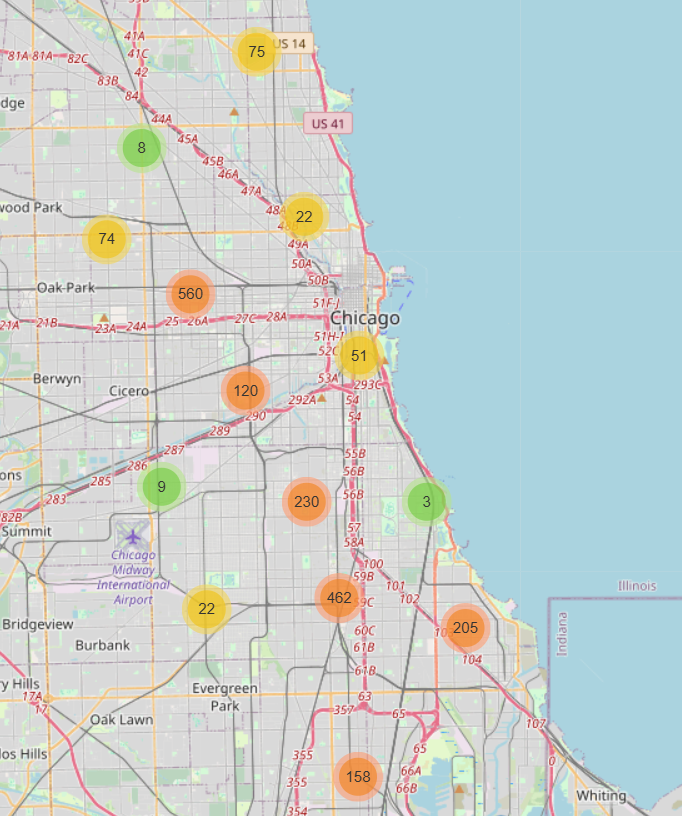 41A
81A 81A
82C
41C
75
US 14
42
83B
84
dge
44A
US 41
45A
8
45B
46A
47A
wood Park
48A
22
74
49A
50A
50B
Oak Park
560
51F-J
21A
21B
23A
24A
25
26A
27C
28A
Chicago
51H-I
51
Berwyn
Cicero
120
53A
293C
292A
54
290
54
289
287
55B
286
56B
ons
285
9
56B
283
230
3
82B
Summit
57
58A
Chicago
Midway
International
Airport
100
59B
101
Illinois
462
102
22
205
Bridgeview
60C
Indiana
Burbank
61B
104
61B
ry Hills
17A
17
Evergreen
Park
63
357
65
Oak Lawn
107
los Hills
355
65
0
66A
158
355
66B
Whiting
354